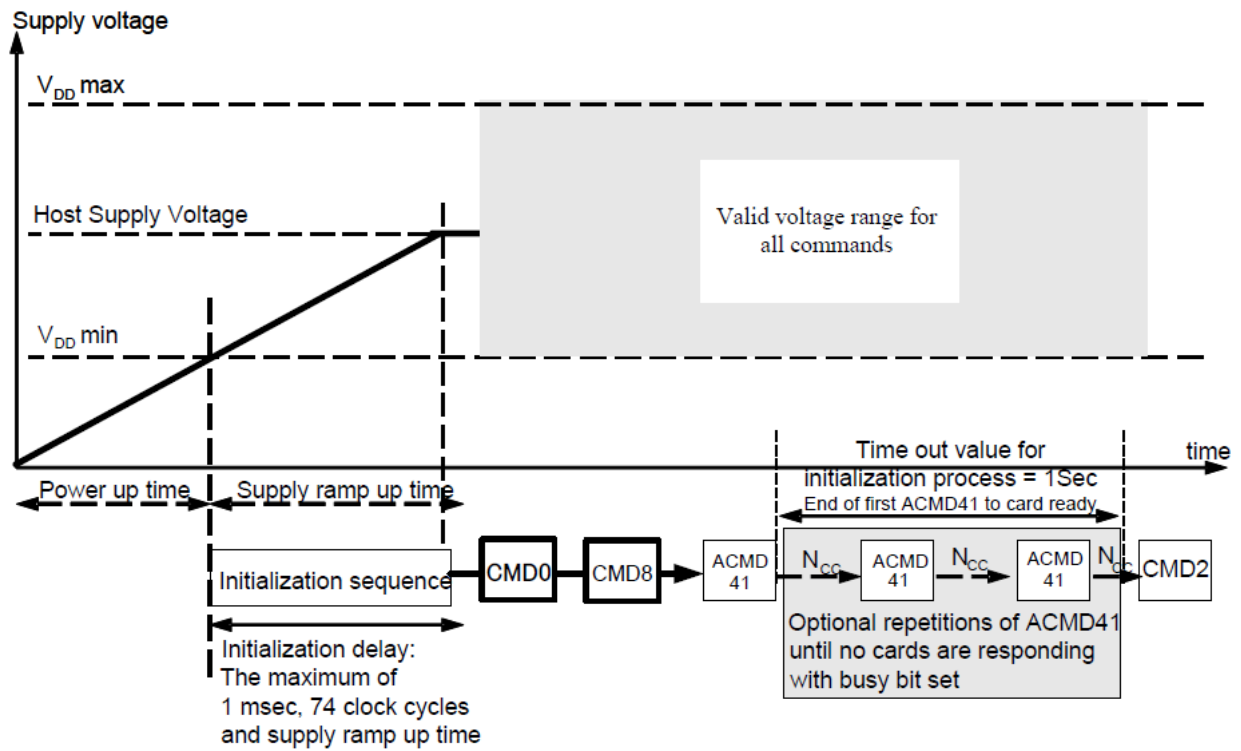 Supply voltage
V_DD max
Host Supply Voltage
Valid voltage range for
all commands
V_DD min
Time out value for
initialization process = 1Sec
End of first ACMD41 to card ready
time
Power up time
Supply ramp up time
Initialization sequence
CMD0
CMD8
ACMD
41
N_CC
ACMD
41
N_CC
ACMD
41
N_CC
CMD2
Optional repetitions of ACMD41
until no cards are responding
with busy bit set
Initialization delay:
The maximum of
1 msec, 74 clock cycles
and supply ramp up time